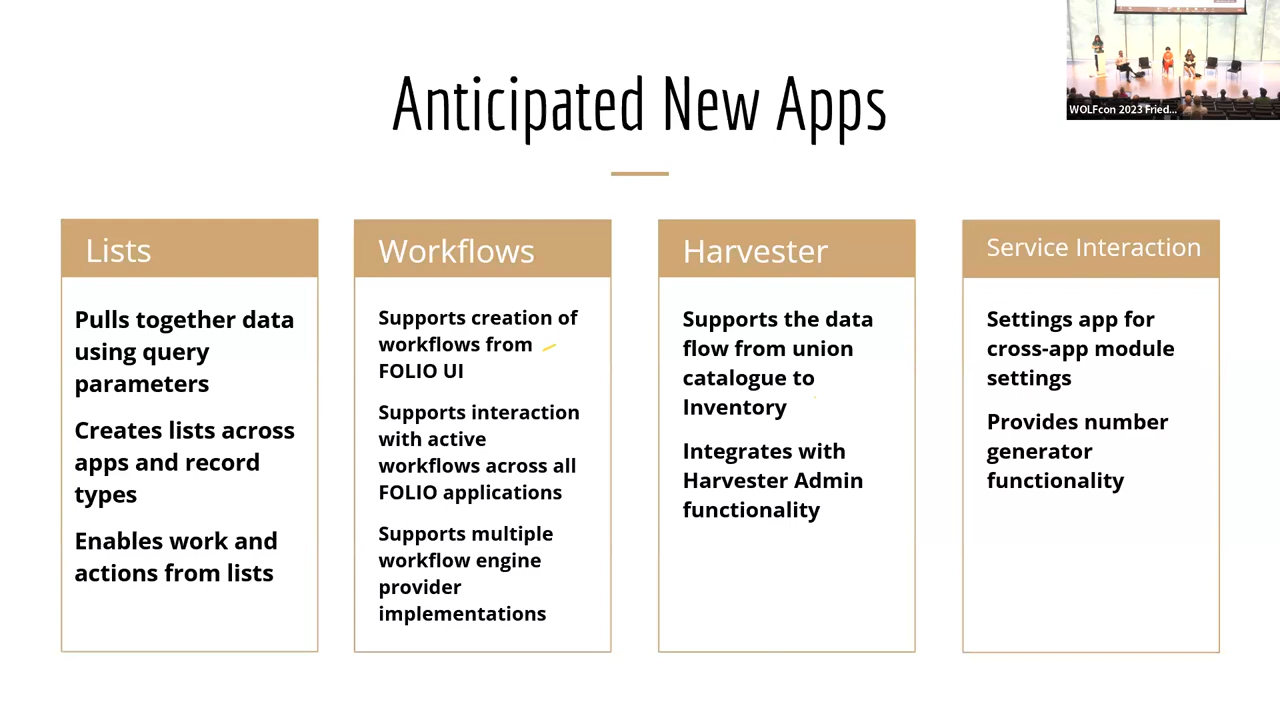 Anticipated New Apps
WOLFcon 2023 Fried...
Lists
Pulls together data
using query
parameters
Creates lists across
apps and record
types
Enables work and
actions from lists
Workflows
Supports creation of
workflows from
FOLIO UI
Supports interaction
with active
workflows across all
FOLIO applications
Supports multiple
workflow engine
provider
implementations
Harvester
Supports the data
flow from union
catalogue to
Inventory
Integrates with
Harvester Admin
functionality
Service Interaction
Settings app for
cross-app module
settings
Provides number
generator
functionality